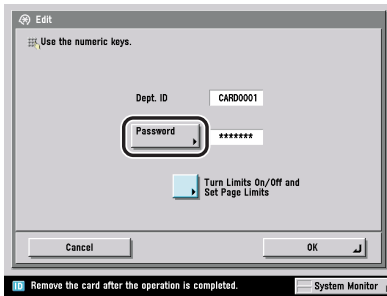 Edit
Use the numeric keys.
Dept. ID CARD0001
Password *******
Turn Limits On/Off and
Set Page Limits
Cancel OK
ID Remove the card after the operation is completed. System Monitor